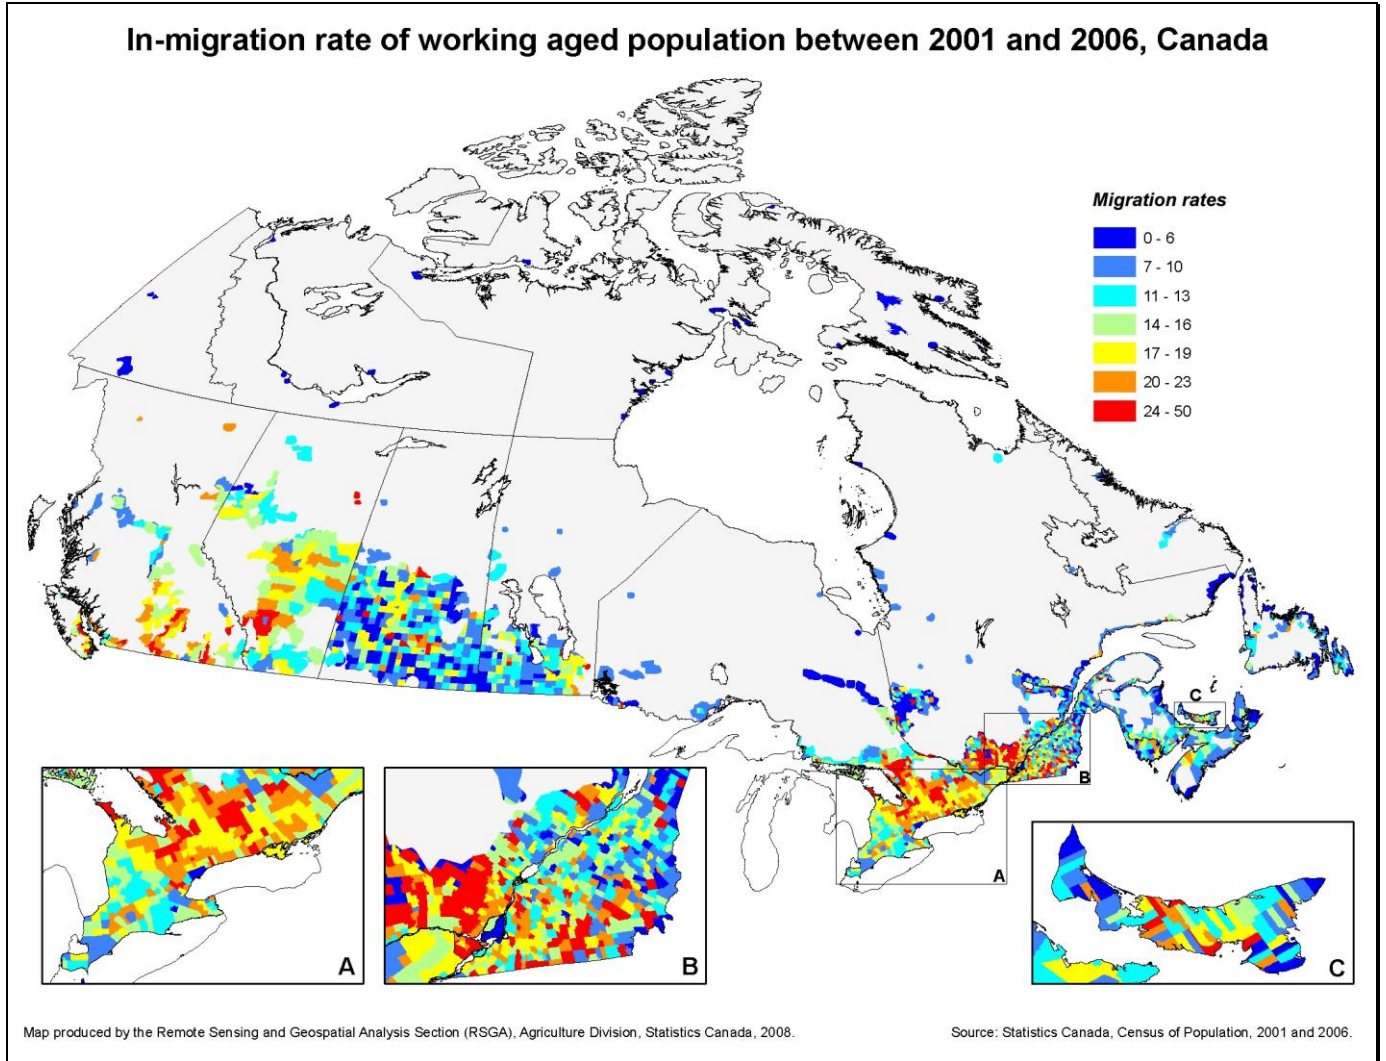 In-migration rate of working aged population between 2001 and 2006, Canada
Migration rates
0 - 6
7 - 10
11 - 13
14 - 16
17 - 19
20 - 23
24 - 50
C
B
A
A
B
C
Map produced by the Remote Sensing and Geospatial Analysis Section (RSGA), Agriculture Division, Statistics Canada, 2008.
Source: Statistics Canada, Census of Population, 2001 and 2006.